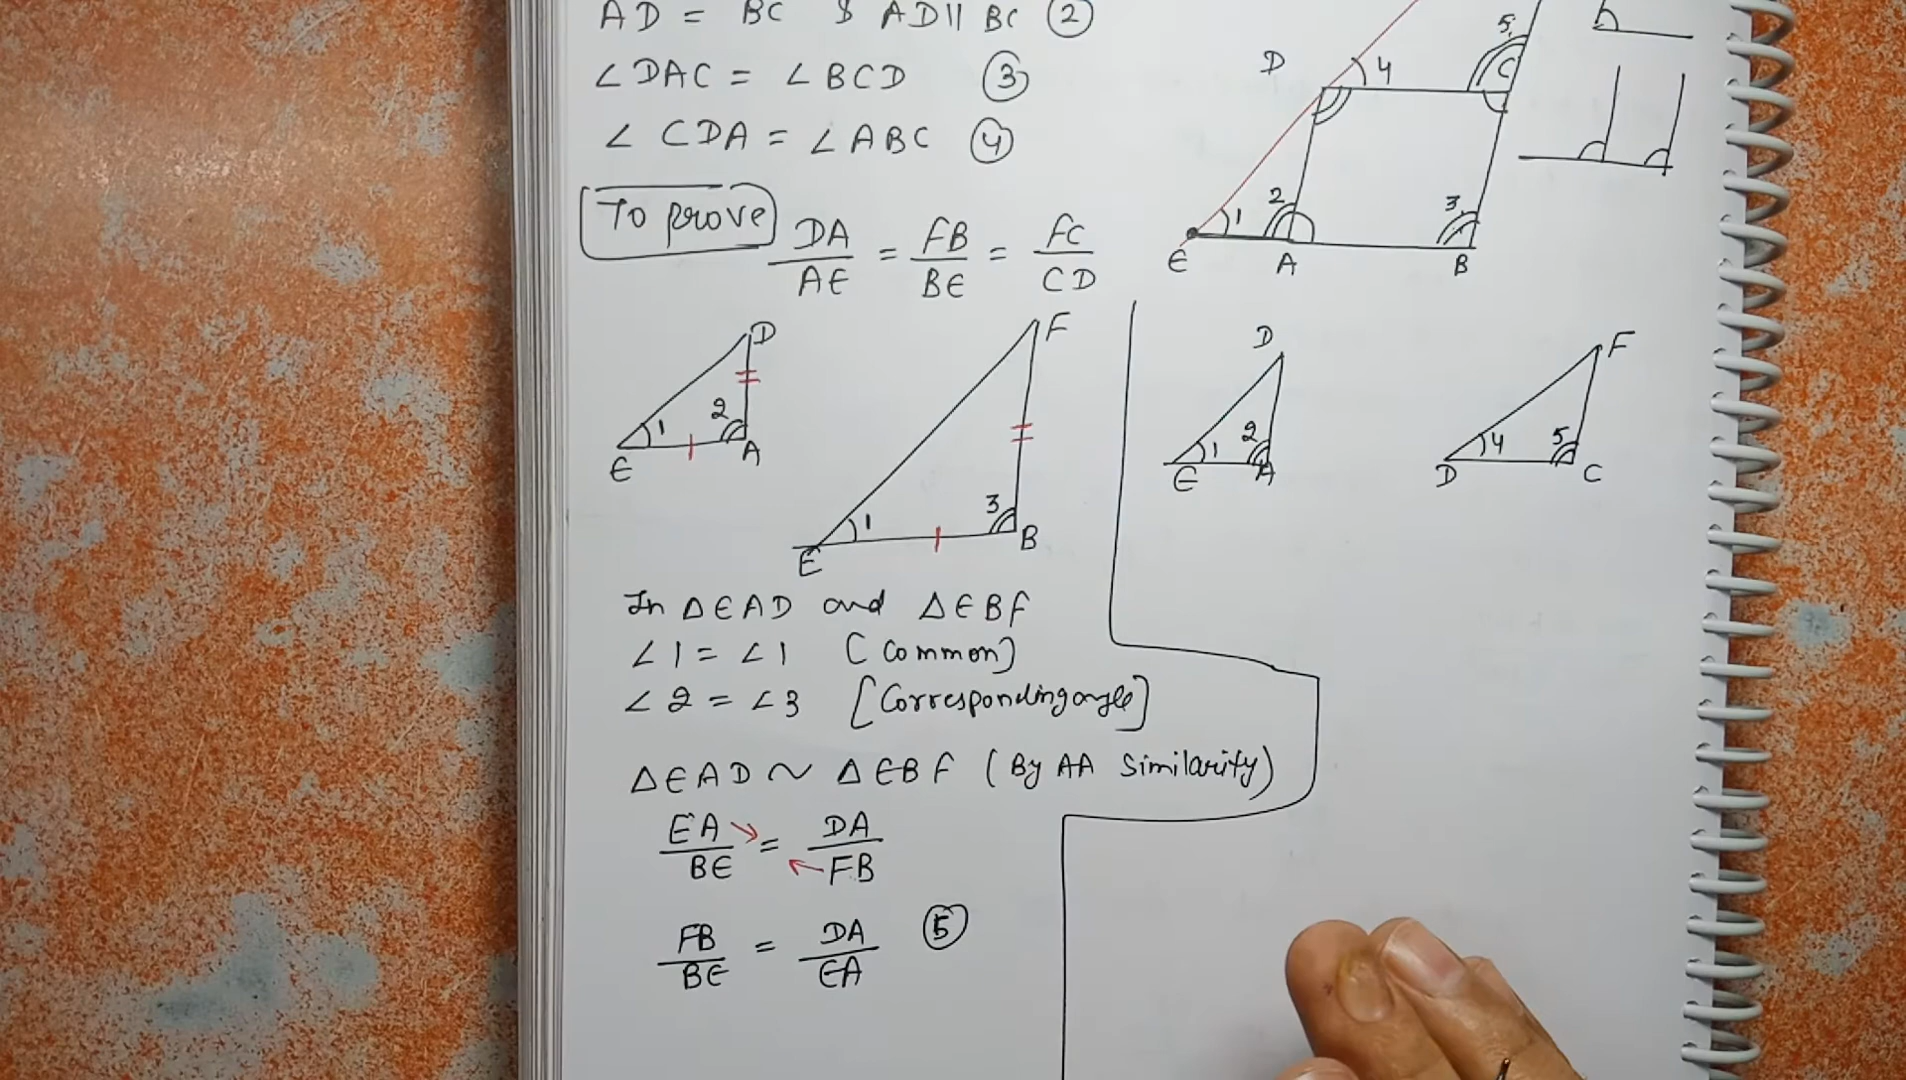 AD = BC & AD || BC ②
∠DAC = ∠BCD ③
∠CDA = ∠ABC ④
To prove DA/AE = FB/BE = FC/CD
D 4 5 C
E 1 2 A 3 B
D
1 2
E A
F
1 3
E B
D
1 2
E A
F
4 5
D C
In ΔEAD and ΔEBF
∠1 = ∠1 (Common)
∠2 = ∠3 [Corresponding angle]
ΔEAD ~ ΔEBF (By AA Similarity)
EA/BE = DA/FB
FB/BE = DA/EA ⑤